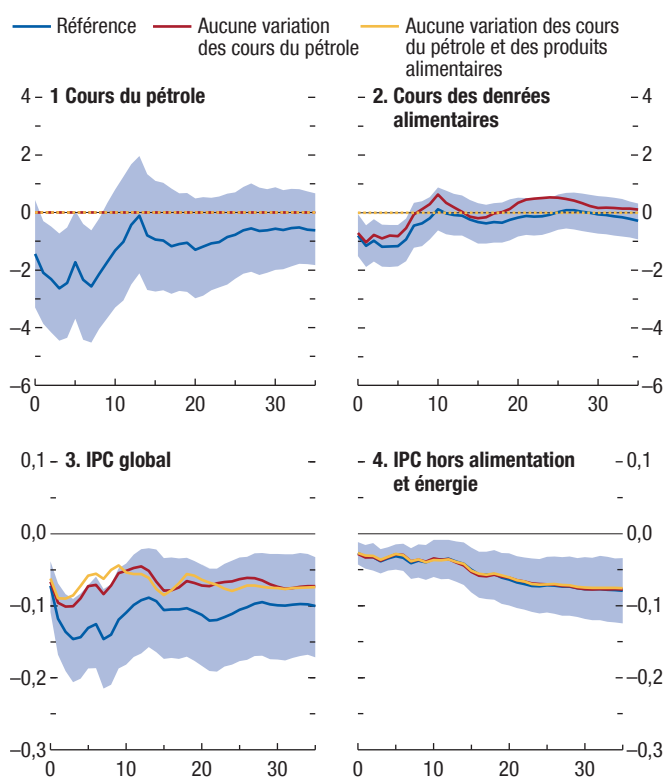 Référence
Aucune variation
des cours du pétrole
Aucune variation des cours
du pétrole et des produits
alimentaires
1 Cours du pétrole
4
2
0
–2
–4
–6
0 10 20 30
2. Cours des denrées
alimentaires
4
2
0
–2
–4
–6
0 10 20 30
3. IPC global
0,1
0,0
–0,1
–0,2
–0,3
0 10 20 30
4. IPC hors alimentation
et énergie
0,1
0,0
–0,1
–0,2
–0,3
0 10 20 30